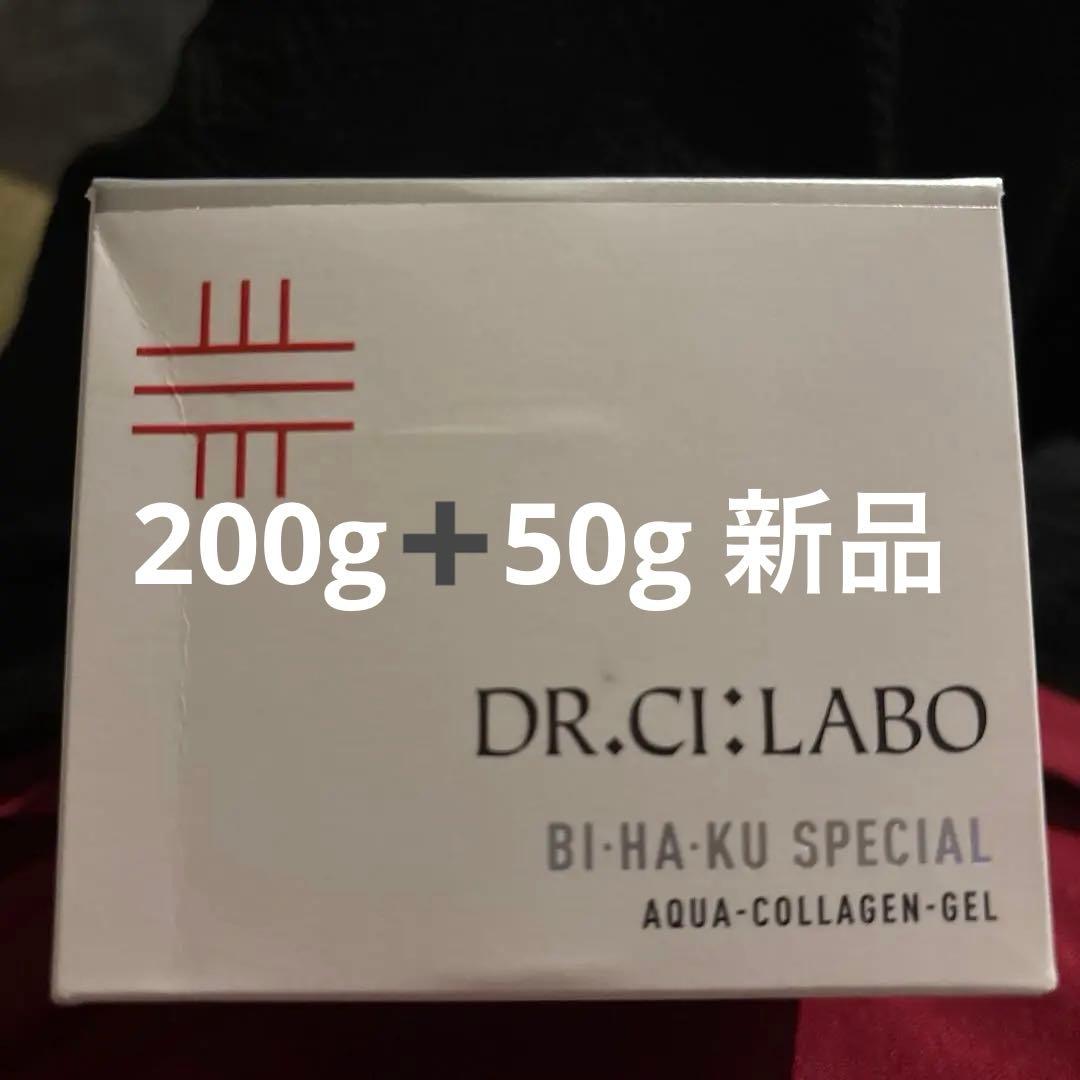 200g➕50g 新品
DR.CI:LABO
BI·HA·KU SPECIAL
AQUA-COLLAGEN-GEL